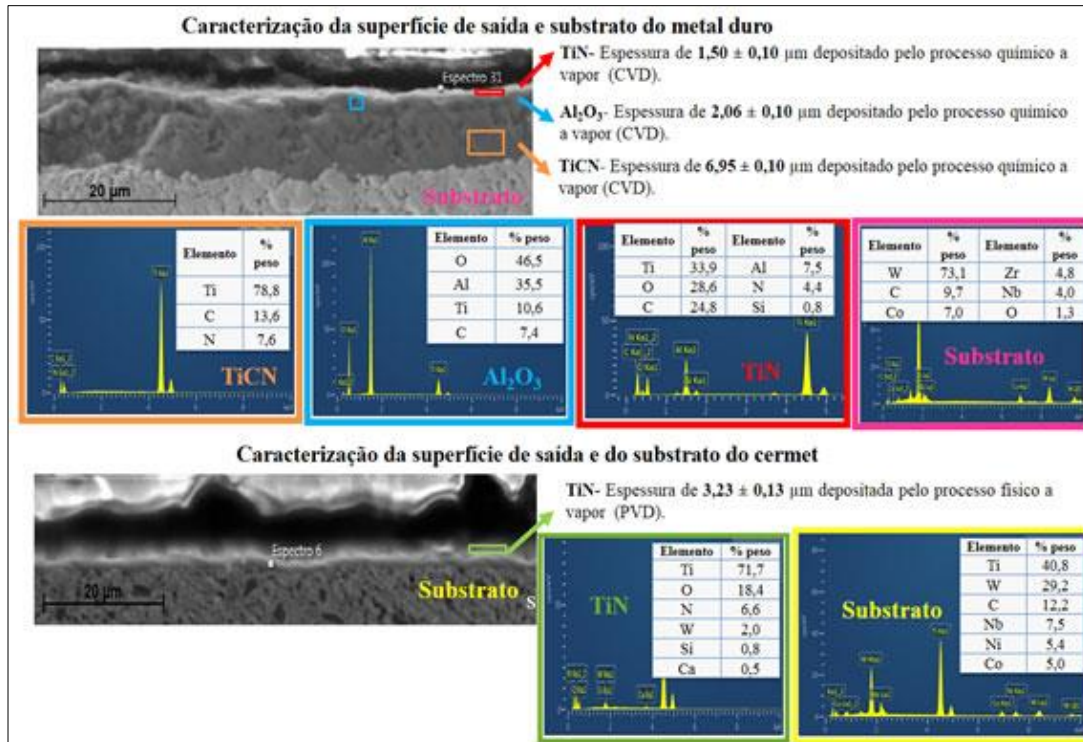 Caracterização da superfície de saída e substrato do metal duro
Espectro 31
20 µm
Substrato
TiN- Espessura de 1,50 ± 0,10 µm depositado pelo processo químico a
vapor (CVD).
Al₂O₃- Espessura de 2,06 ± 0,10 µm depositado pelo processo químico
a vapor (CVD).
TiCN- Espessura de 6,95 ± 0,10 µm depositado pelo processo químico a
vapor (CVD).
Elemento % peso
Ti 78,8
C 13,6
N 7,6
TiCN
Elemento % peso
O 46,5
Al 35,5
Ti 10,6
C 7,4
Al₂O₃
Elemento % peso Elemento % peso
Ti 33,9 Al 7,5
O 28,6 N 4,4
C 24,8 Si 0,8
TiN
Elemento % peso Elemento % peso
W 73,1 Zr 4,8
C 9,7 Nb 4,0
Co 7,0 O 1,3
Substrato
Caracterização da superfície de saída e do substrato do cermet
Espectro 6
20 µm
Substrato
S
TiN- Espessura de 3,23 ± 0,13 µm depositada pelo processo físico a
vapor (PVD).
Elemento % peso
Ti 71,7
O 18,4
N 6,6
W 2,0
Si 0,8
Ca 0,5
TiN
Elemento % peso
Ti 40,8
W 29,2
C 12,2
Nb 7,5
Ni 5,4
Co 5,0
Substrato